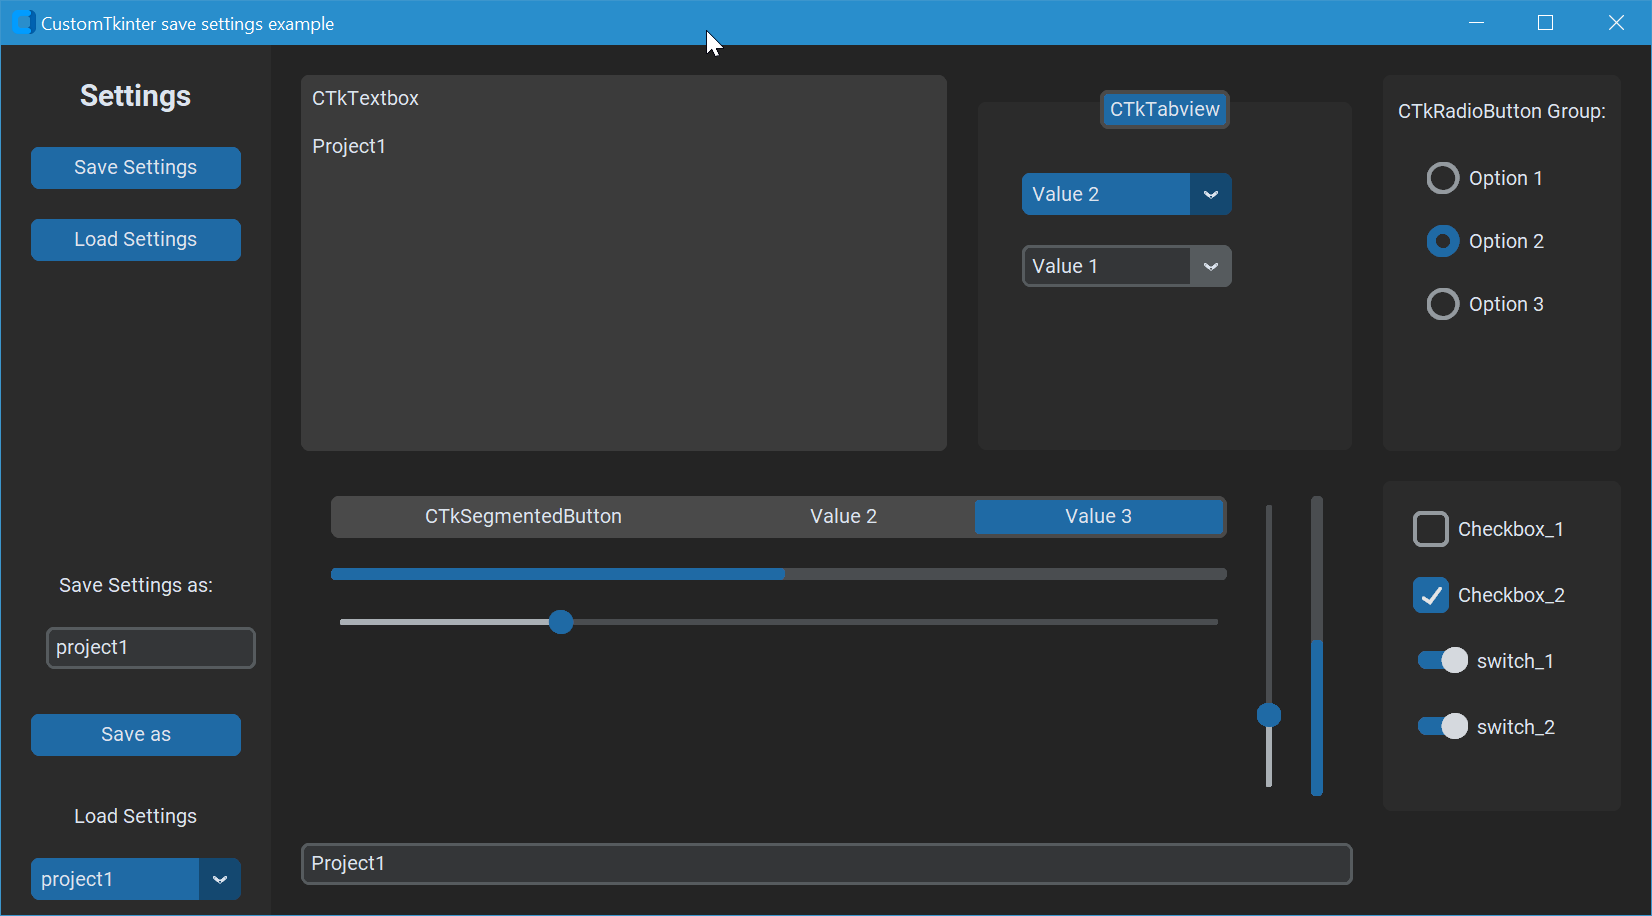 CustomTkinter save settings example
Settings
Save Settings
Load Settings
Save Settings as:
project1
Save as
Load Settings
project1
CTkTextbox
Project1
CTkTabview
Value 2
Value 1
CTkRadioButton Group:
Option 1
Option 2
Option 3
CTkSegmentedButton Value 2 Value 3
Checkbox_1
Checkbox_2
switch_1
switch_2
Project1